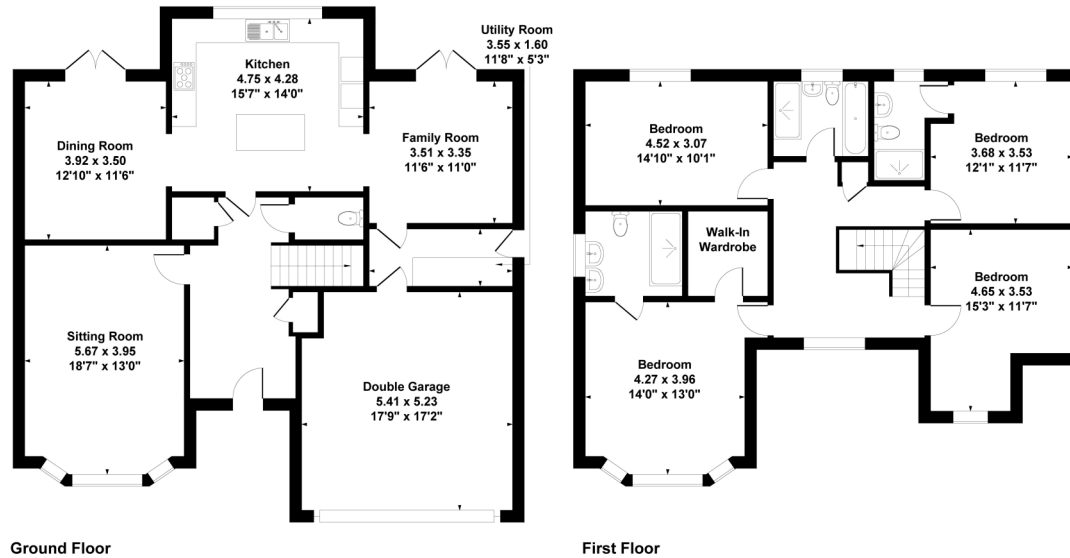 Utility Room
3.55 x 1.60
11'8" x 5'3"
Kitchen
4.75 x 4.28
15'7" x 14'0"
Dining Room
3.92 x 3.50
12'10" x 11'6"
Family Room
3.51 x 3.35
11'6" x 11'0"
Sitting Room
5.67 x 3.95
18'7" x 13'0"
Double Garage
5.41 x 5.23
17'9" x 17'2"
Ground Floor
Bedroom
4.52 x 3.07
14'10" x 10'1"
Bedroom
3.68 x 3.53
12'1" x 11'7"
Walk-In
Wardrobe
Bedroom
4.65 x 3.53
15'3" x 11'7"
Bedroom
4.27 x 3.96
14'0" x 13'0"
First Floor